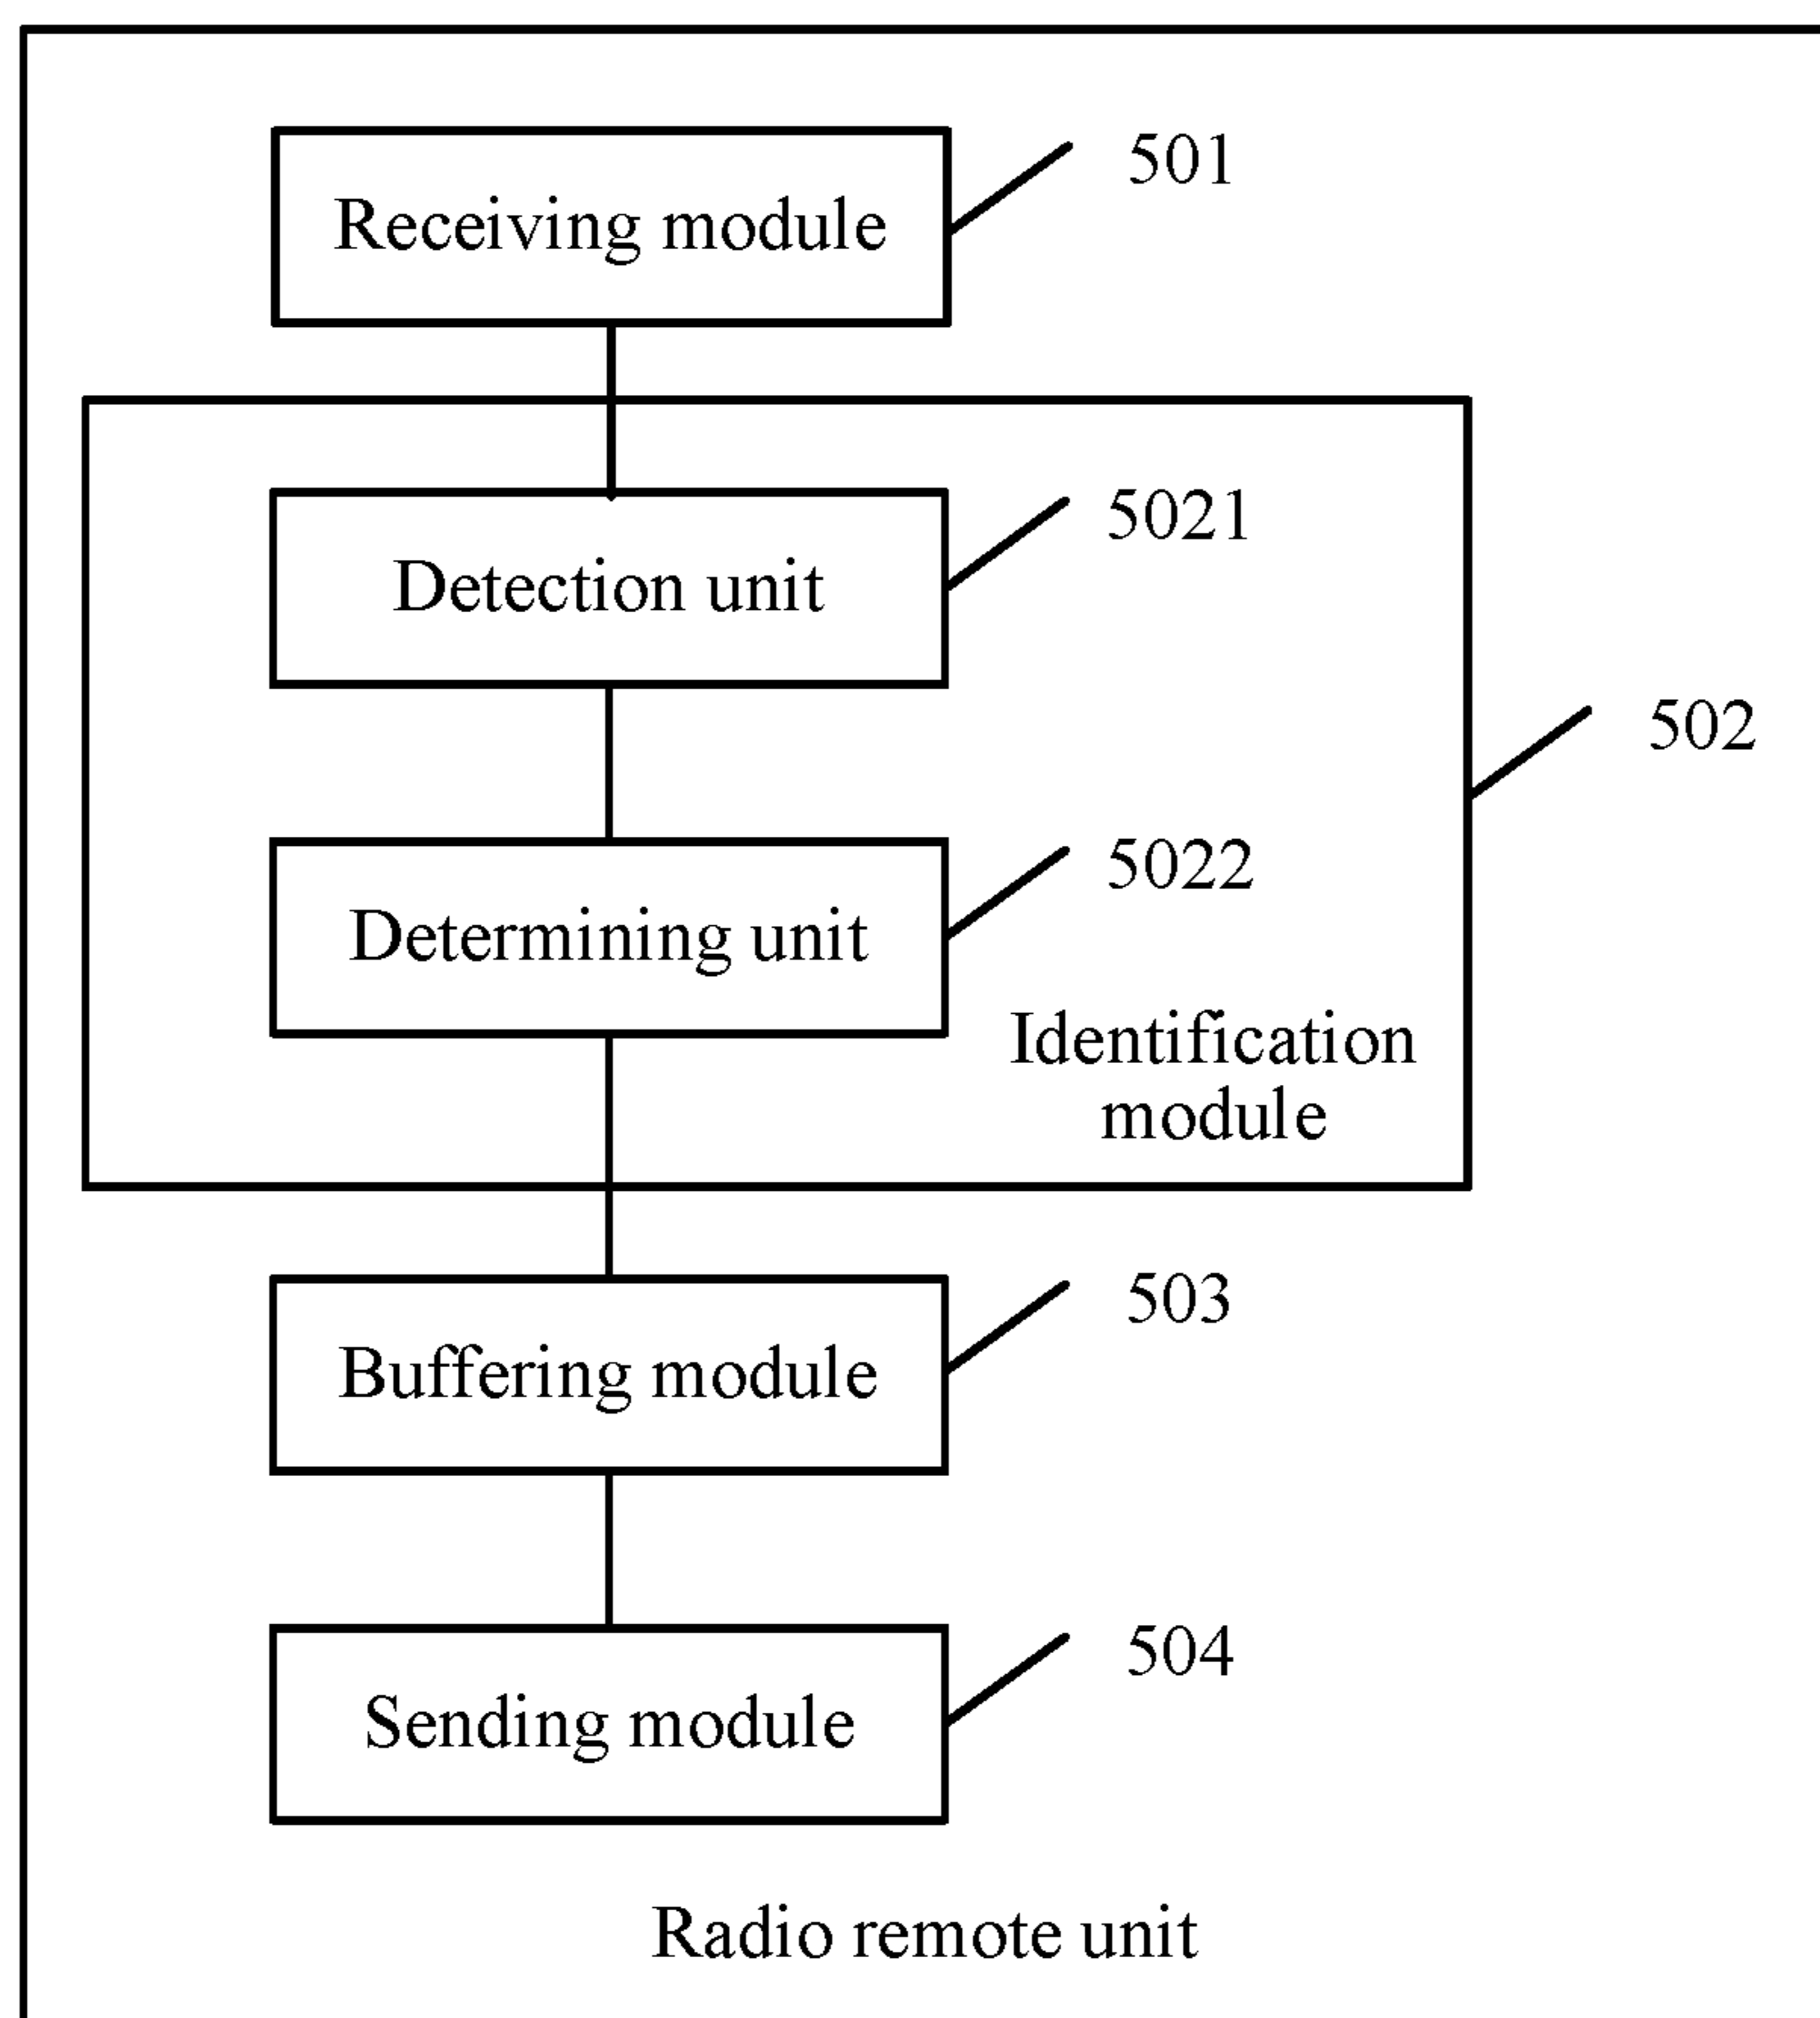 501
Receiving module
5021
Detection unit
502
5022
Determining unit
Identification
module
503
Buffering module
504
Sending module
Radio remote unit